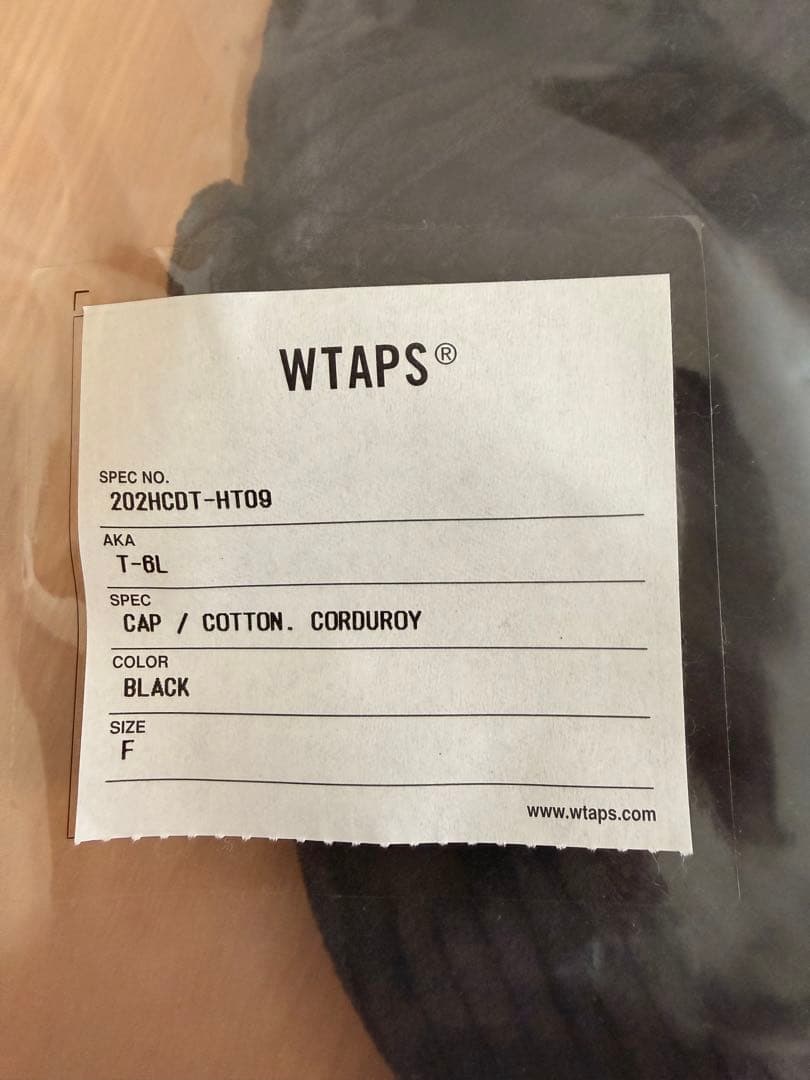 WTAPS®
SPEC NO.
202HCDT-HT09
AKA
T-6L
SPEC
CAP / COTTON. CORDUROY
COLOR
BLACK
SIZE
F
www.wtaps.com